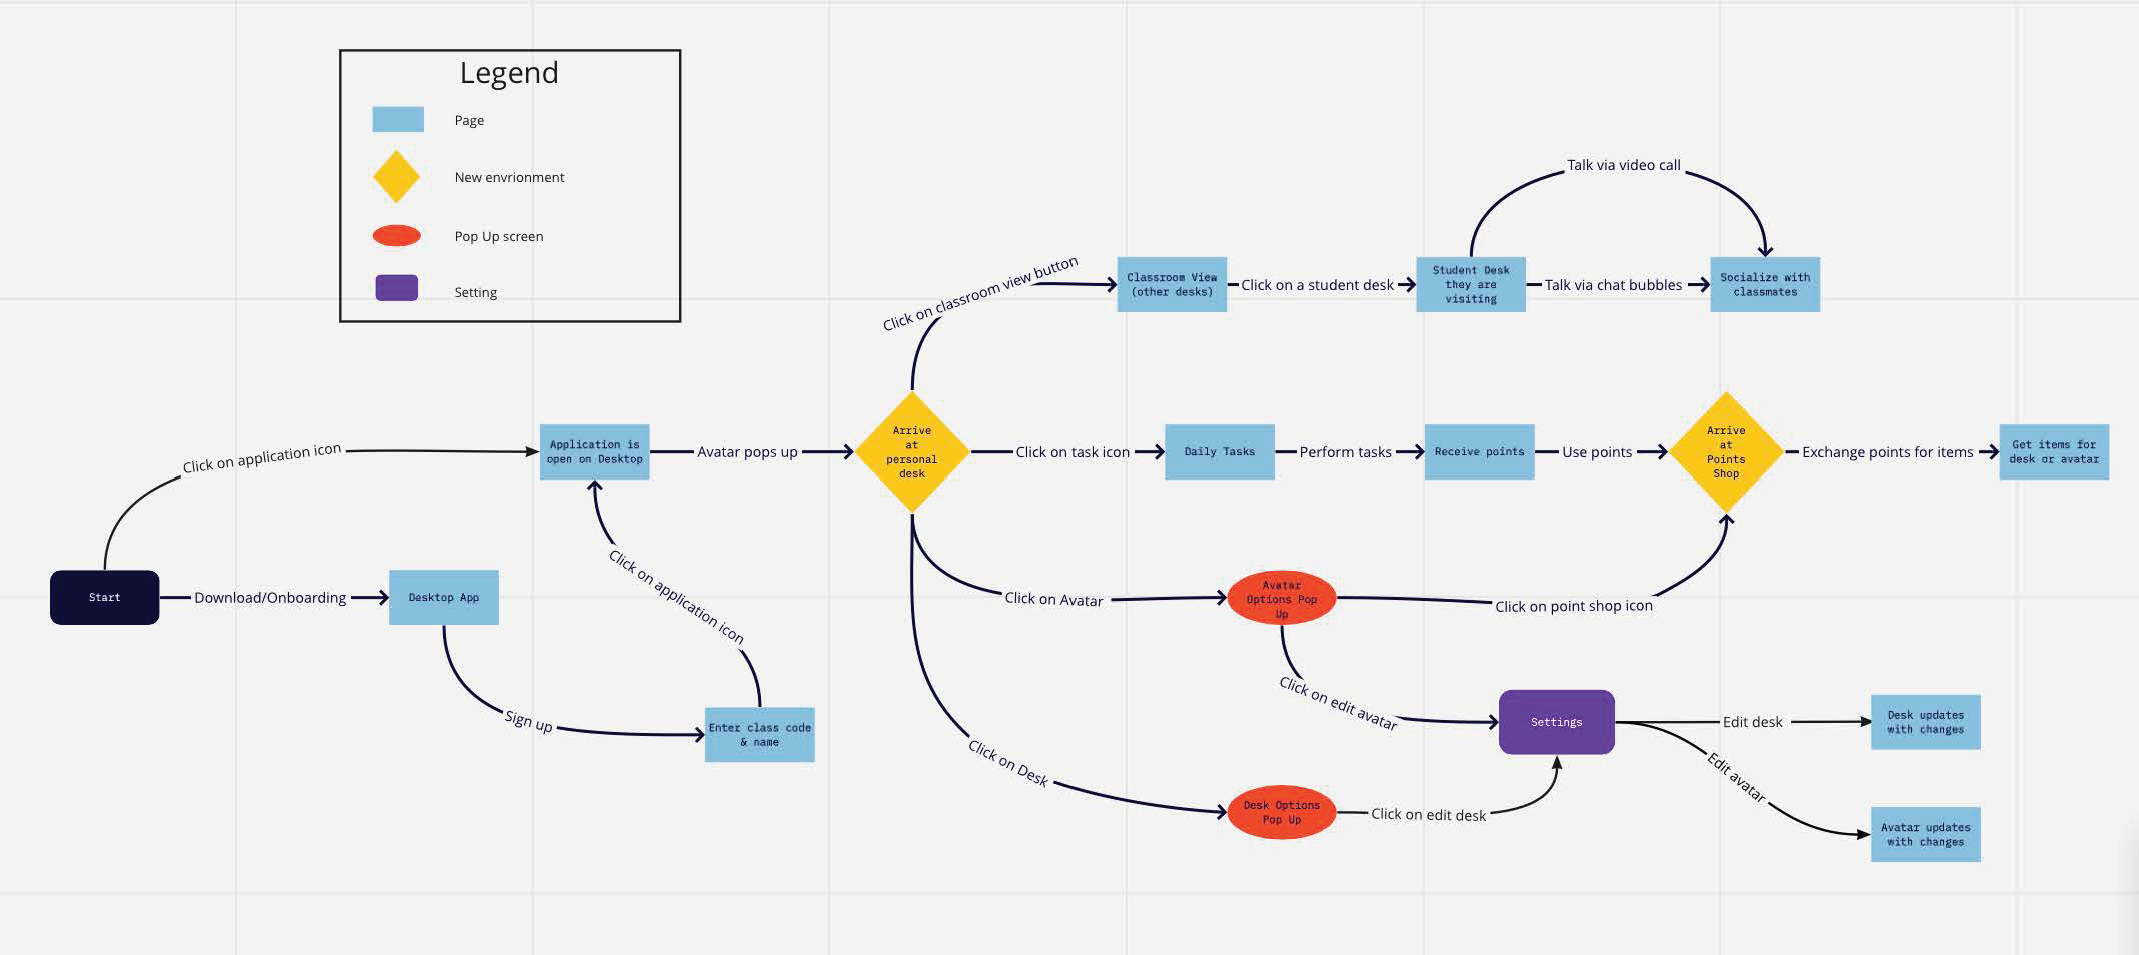 Legend
Page
New envrionment
Pop Up screen
Setting
Talk via video call
Click on classroom view button
Classroom View
(other desks)
Click on a student desk
Student Desk
they are
visiting
Talk via chat bubbles
Socialize with
classmates
Click on application icon
Application is
open on Desktop
Avatar pops up
Arrive
at
personal
desk
Click on task icon
Daily Tasks
Perform tasks
Receive points
Use points
Arrive
at
Points
Shop
Exchange points for items
Get items for
desk or avatar
Start
Download/Onboarding
Desktop App
Click on application icon
Sign up
Enter class code
& name
Click on Avatar
Avatar
Options Pop
Up
Click on point shop icon
Click on edit avatar
Settings
Edit desk
Desk updates
with changes
Edit avatar
Avatar updates
with changes
Click on Desk
Desk Options
Pop Up
Click on edit desk